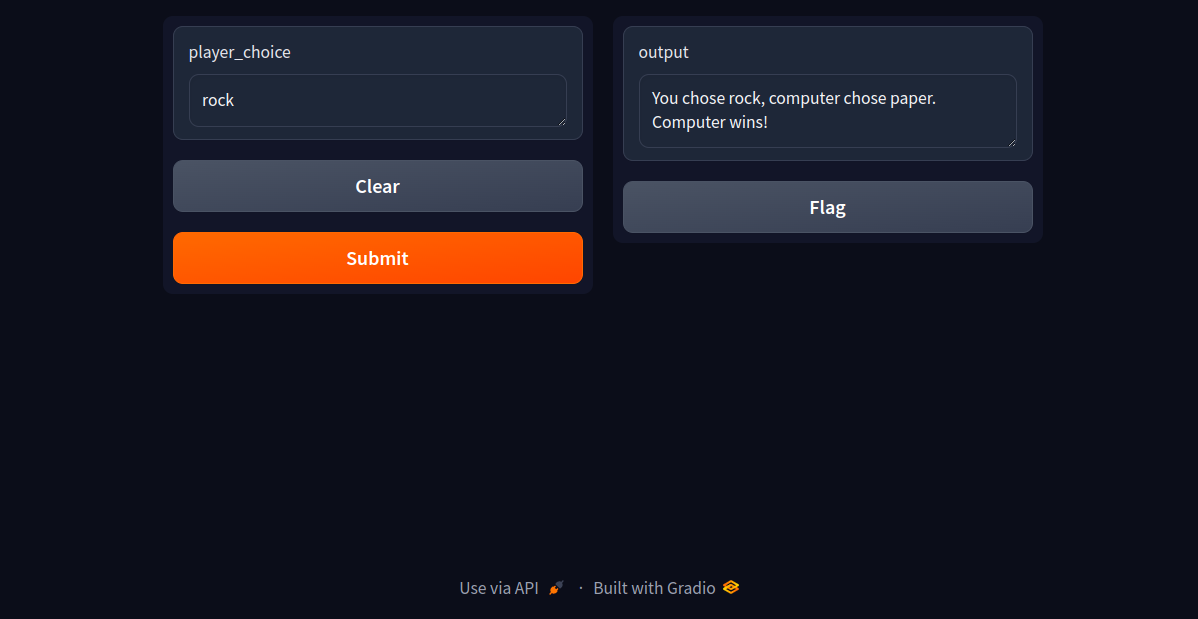 player_choice
rock
Clear
Submit
output
You chose rock, computer chose paper.
Computer wins!
Flag
Use via API · Built with Gradio